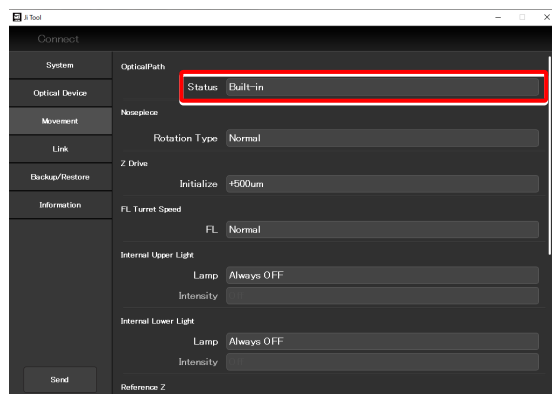 Ji Tool
Connect
System
Optical Device
Movement
Link
Backup/Restore
Information
Send
OpticalPath
Status Built-in
Nosepiece
Rotation Type Normal
Z Drive
Initialize +500um
FL Turret Speed
FL Normal
Internal Upper Light
Lamp Always OFF
Intensity
Internal Lower Light
Lamp Always OFF
Intensity
Reference Z